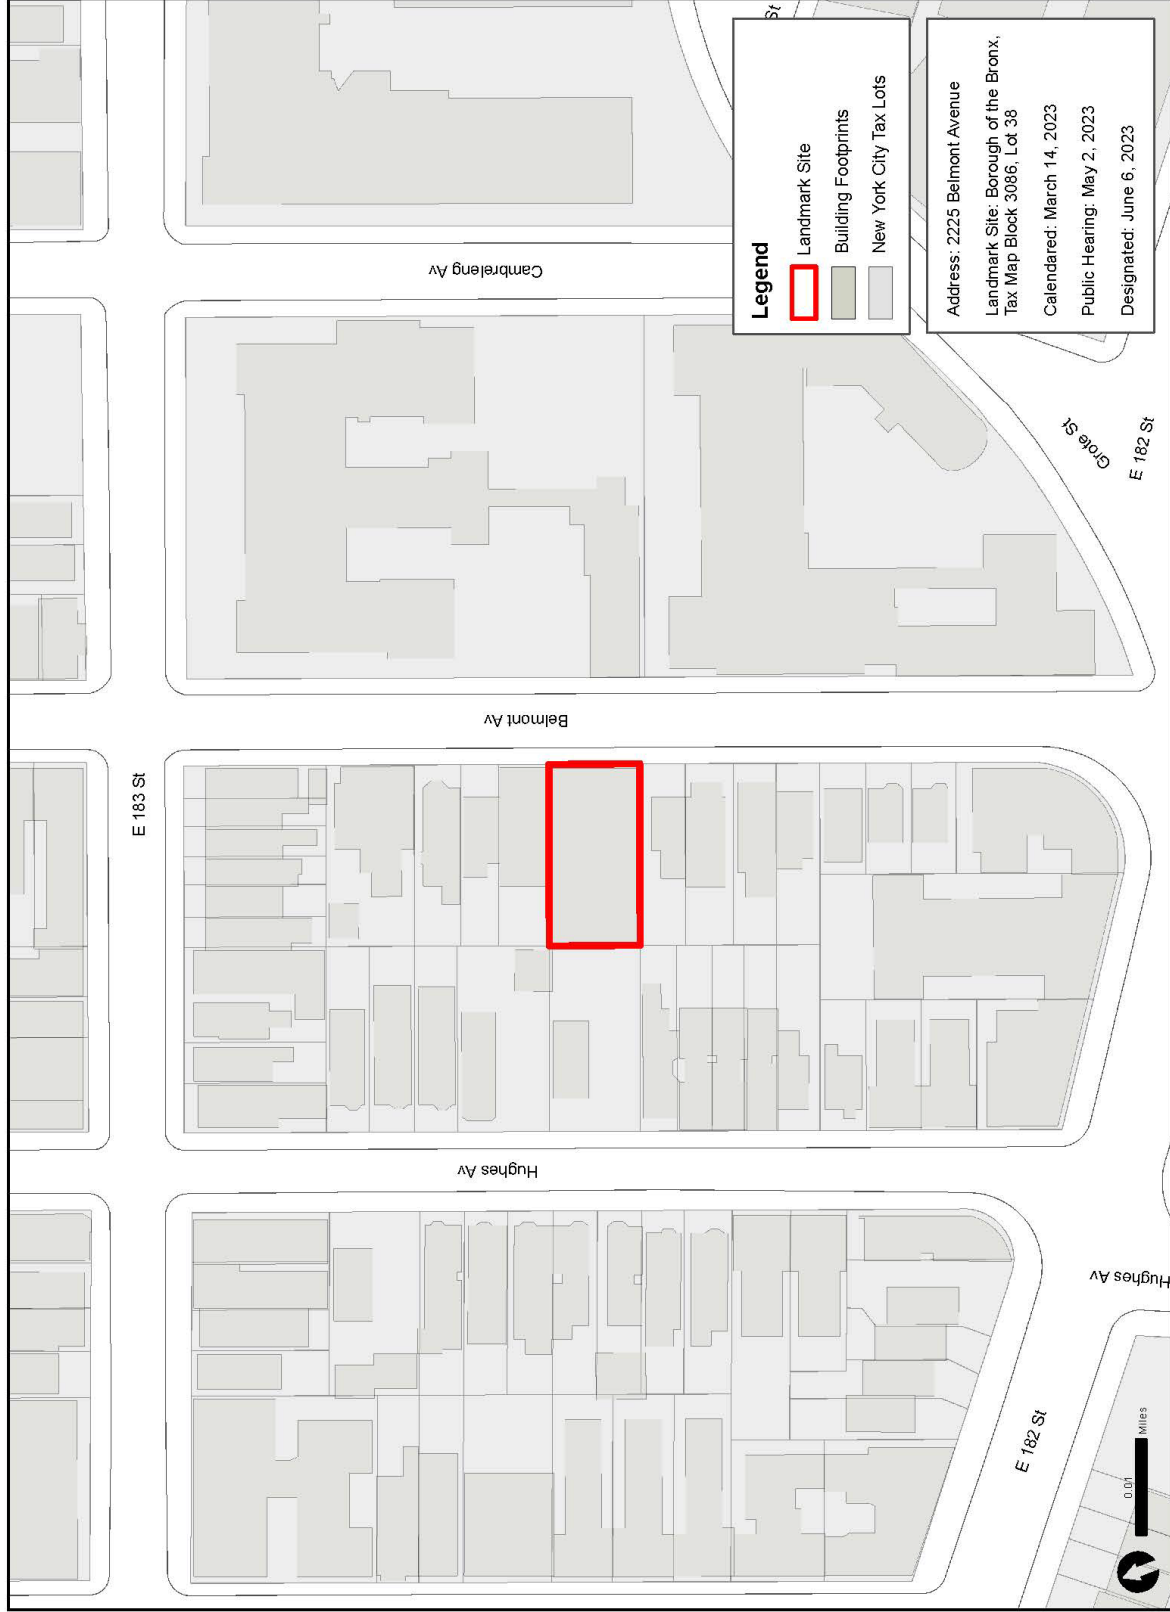 E 183 St
Cambreleng Av
Belmont Av
Hughes Av
Hughes Av
E 182 St
Grote St
E 182 St
St
Legend
Landmark Site
Building Footprints
New York City Tax Lots
Address: 2225 Belmont Avenue
Landmark Site: Borough of the Bronx,
Tax Map Block 3086, Lot 38
Calendared: March 14, 2023
Public Hearing: May 2, 2023
Designated: June 6, 2023
0.01
Miles